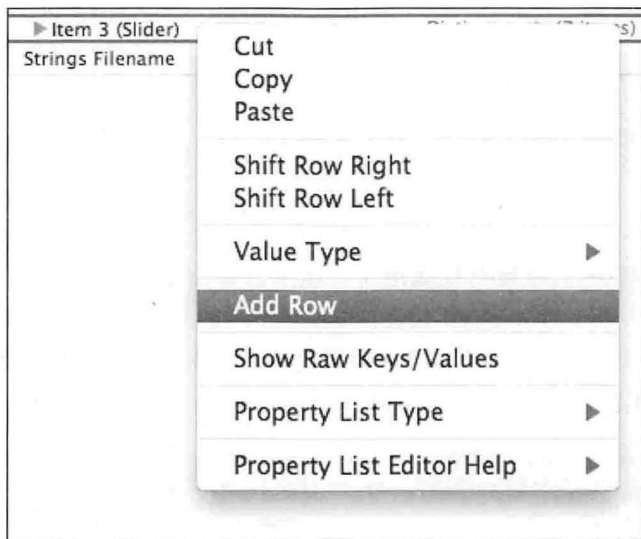 Item 3 (Slider)
Strings Filename
Cut
Copy
Paste
Shift Row Right
Shift Row Left
Value Type
Add Row
Show Raw Keys/Values
Property List Type
Property List Editor Help